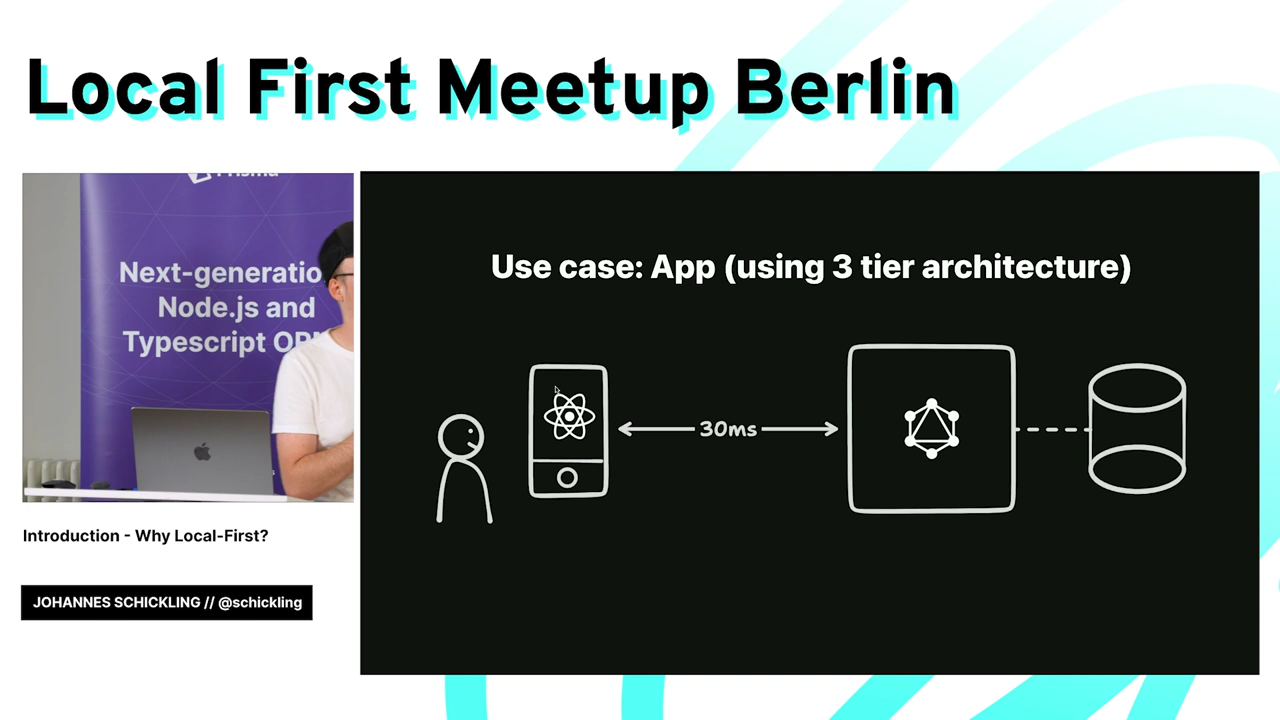 Local First Meetup Berlin
Next-generatio
Node.js and
Typescript
Use case: App (using 3 tier architecture)
30ms
Introduction - Why Local-First?
JOHANNES SCHICKLING // @schickling